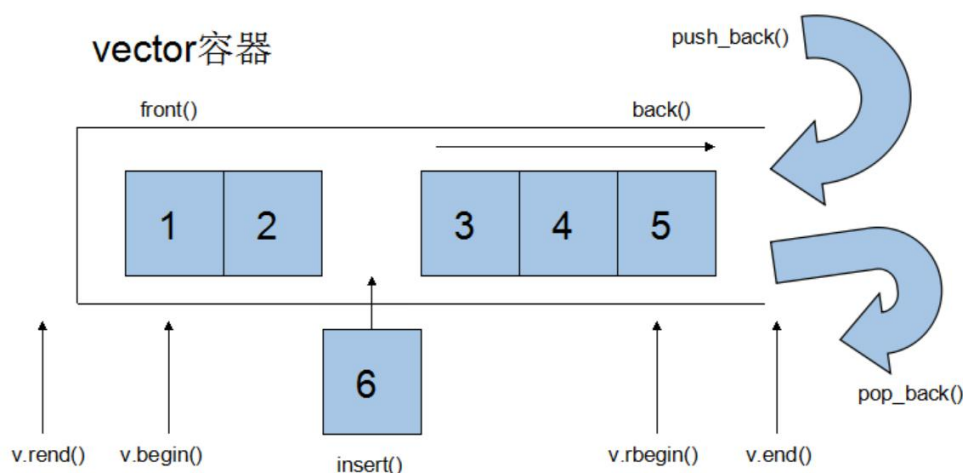 vector容器
push_back()
front()
back()
1 2 3 4 5
6
pop_back()
v.rend()
v.begin()
insert()
v.rbegin()
v.end()